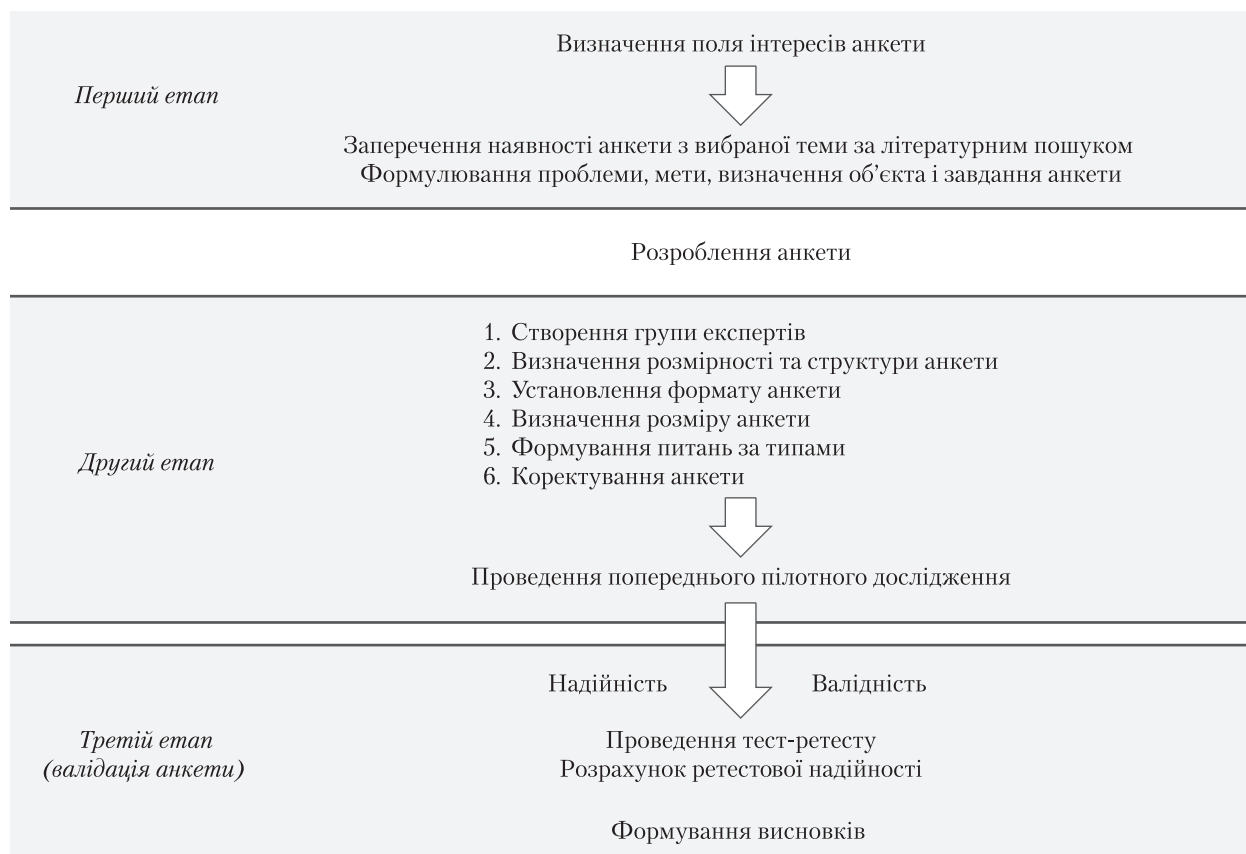 Визначення поля інтересів анкети
Перший етап
Заперечення наявності анкети з вибраної теми за літературним пошуком
Формулювання проблеми, мети, визначення об’єкта і завдання анкети
Розроблення анкети
1. Створення групи експертів
2. Визначення розмірності та структури анкети
3. Установлення формату анкети
4. Визначення розміру анкети
5. Формування питань за типами
6. Коректування анкети
Другий етап
Проведення попереднього пілотного дослідження
Надійність Валідність
Третій етап
(валідація анкети)
Проведення тест-ретесту
Розрахунок ретестової надійності
Формування висновків